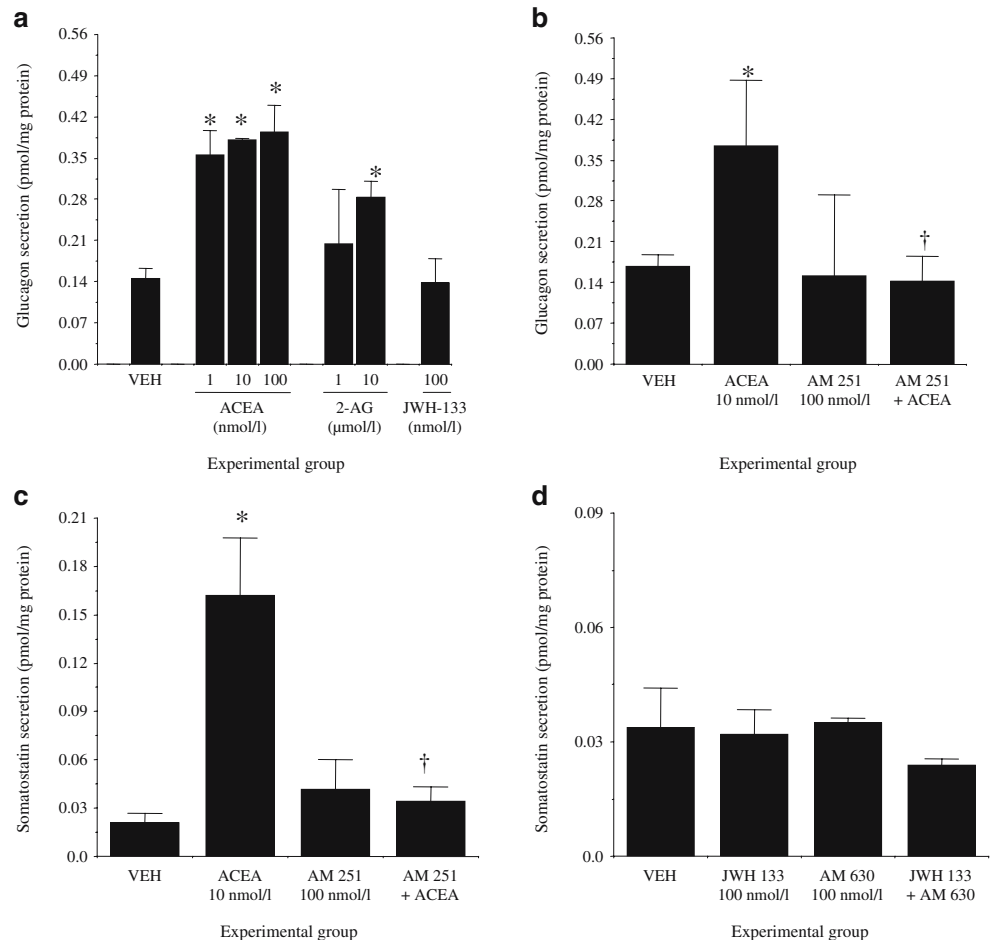 a
0.56
0.49
0.42
0.35
0.28
0.21
0.14
0.07
0.00
Glucagon secretion (pmol/mg protein)
* * *
*
VEH
1 10 100
1 10
100
ACEA
(nmol/l)
2-AG
(μmol/l)
JWH-133
(nmol/l)
Experimental group
b
0.56
0.49
0.42
0.35
0.28
0.21
0.14
0.07
0.00
Glucagon secretion (pmol/mg protein)
*
†
VEH
ACEA
10 nmol/l
AM 251
100 nmol/l
AM 251
+ ACEA
Experimental group
c
0.21
0.18
0.15
0.12
0.09
0.06
0.03
0.0
Somatostatin secretion (pmol/mg protein)
*
†
VEH
ACEA
10 nmol/l
AM 251
100 nmol/l
AM 251
+ ACEA
Experimental group
d
0.09
0.06
0.03
0.0
Somatostatin secretion (pmol/mg protein)
VEH
JWH 133
100 nmol/l
AM 630
100 nmol/l
JWH 133
+ AM 630
Experimental group